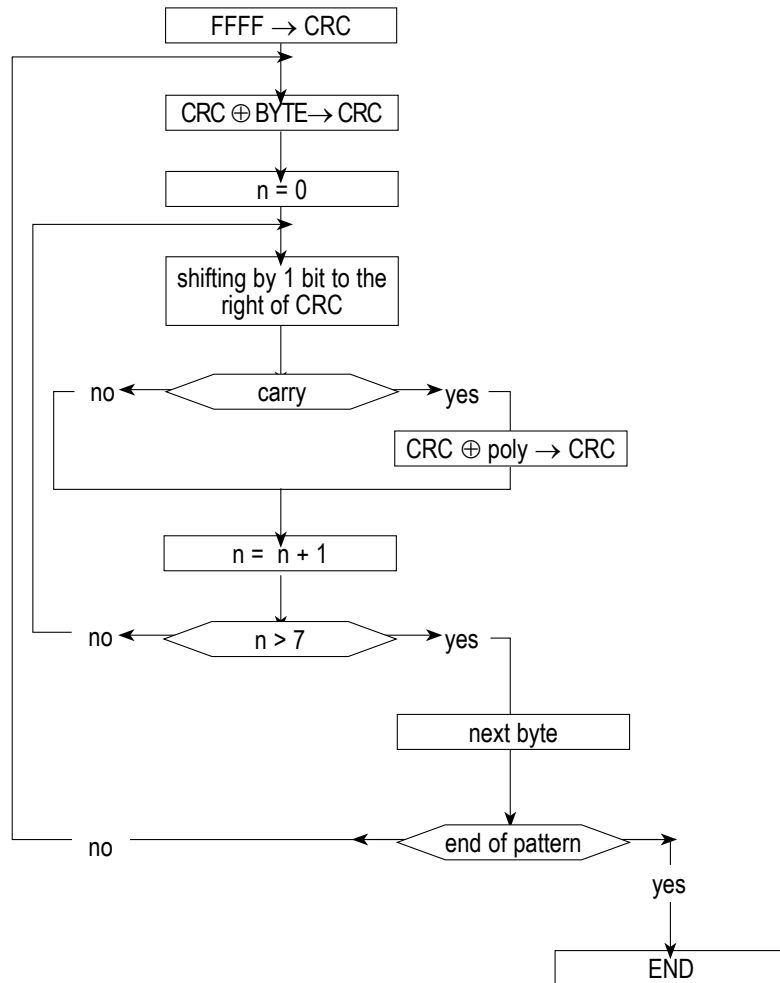 FFFF → CRC
CRC ⊕ BYTE→ CRC
n = 0
shifting by 1 bit to the
right of CRC
no
carry
yes
CRC ⊕ poly → CRC
n = n + 1
no
n > 7
yes
next byte
no
end of pattern
yes
END